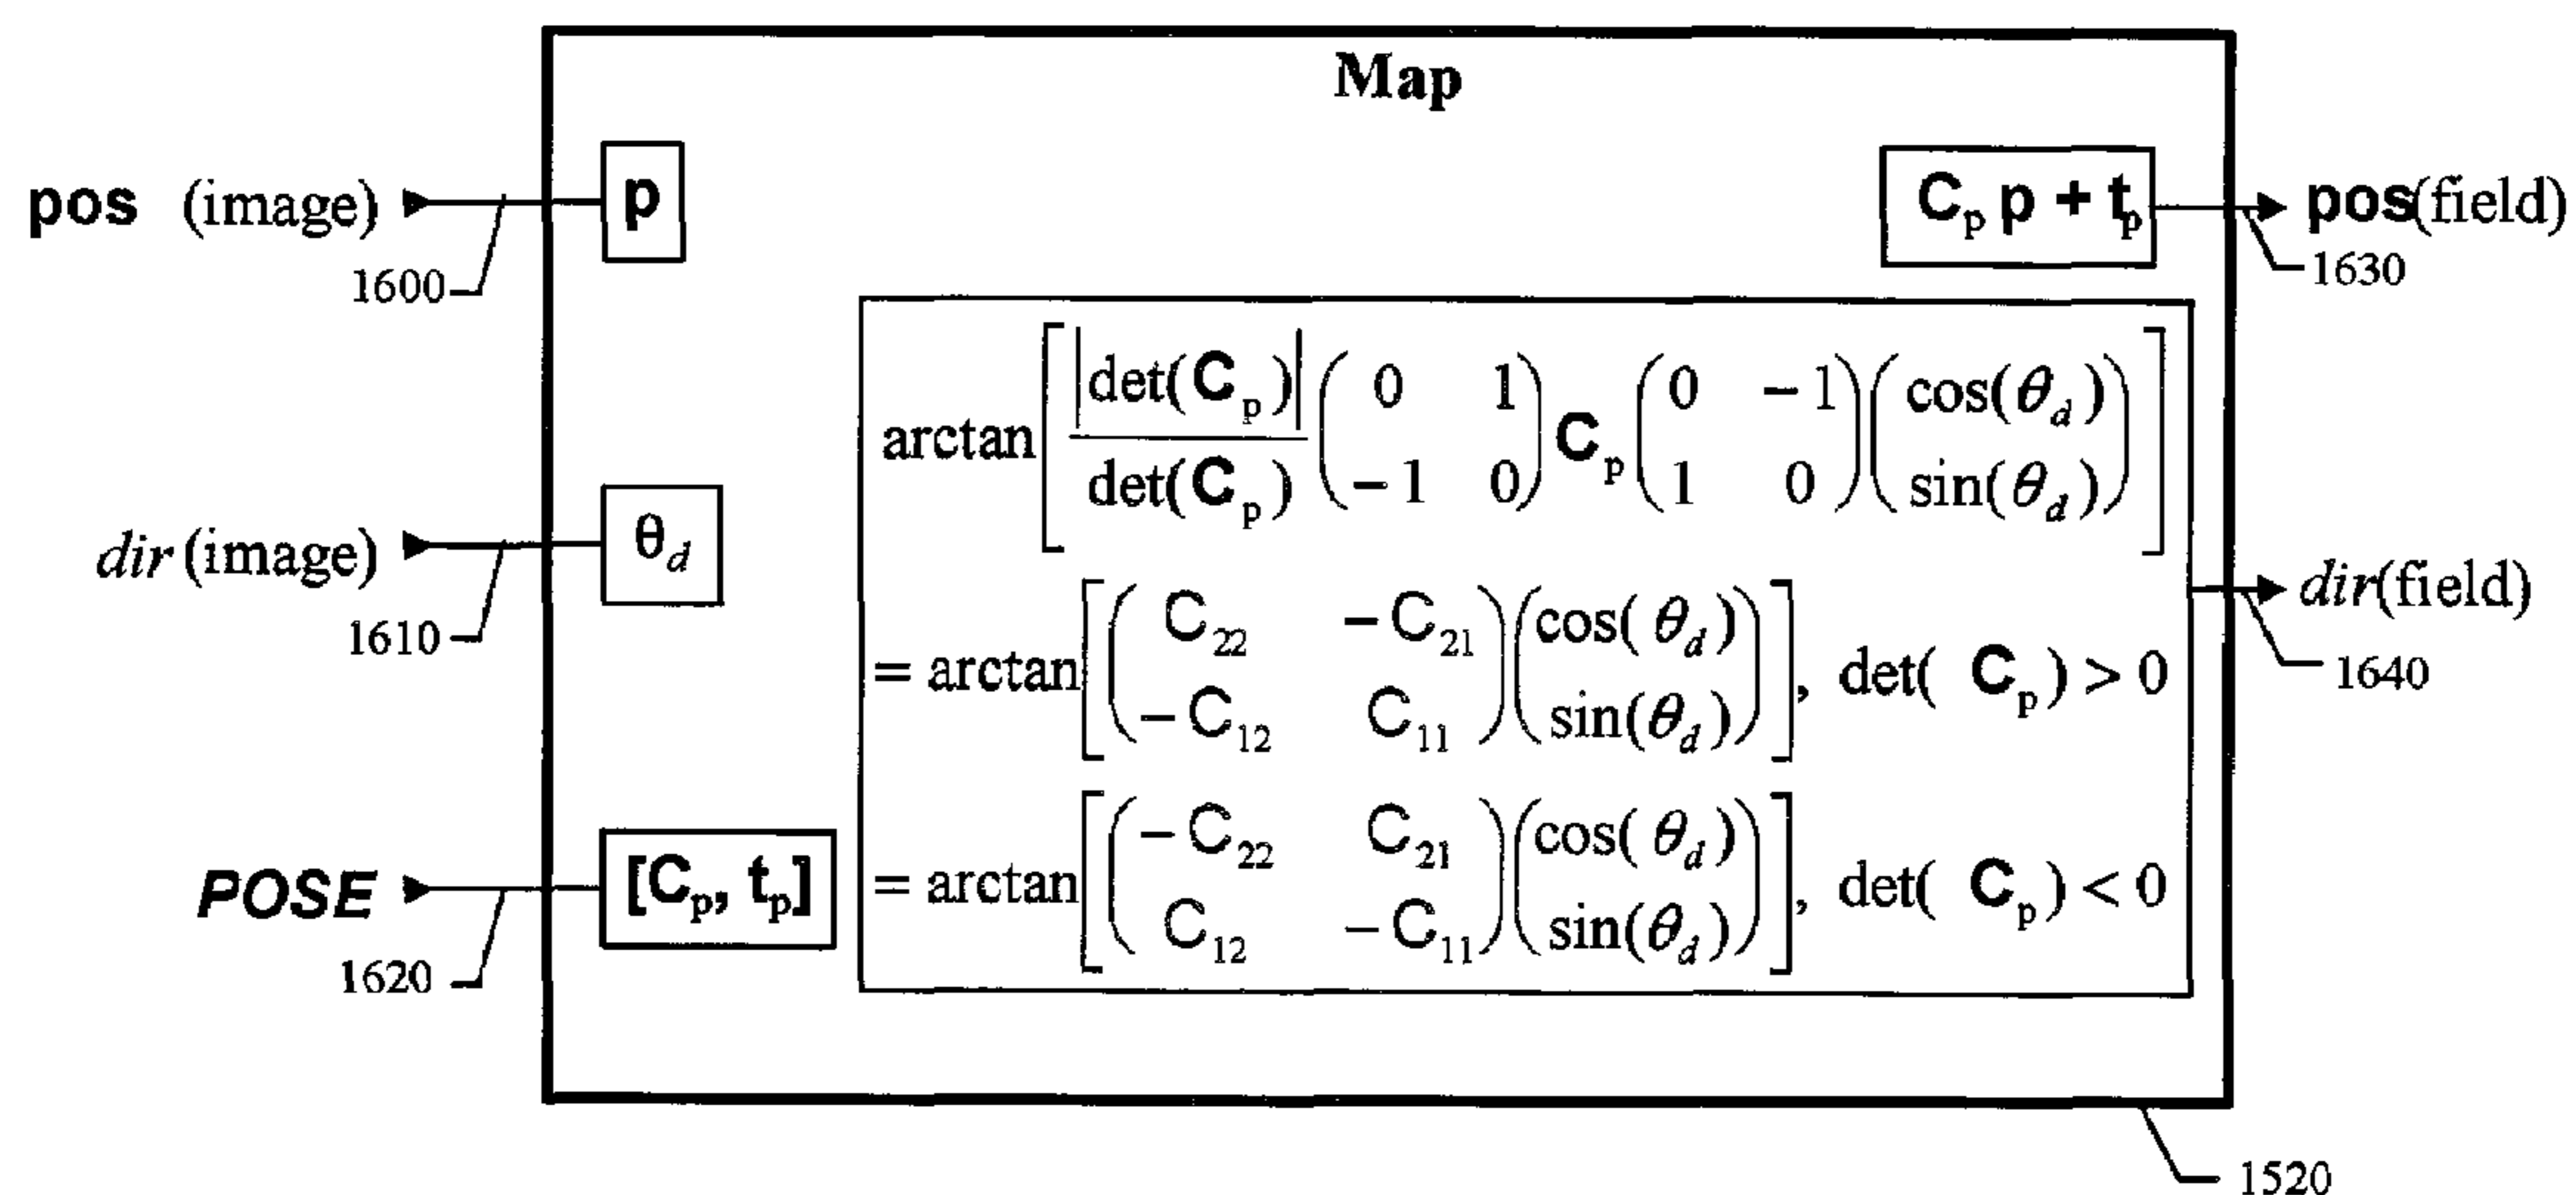 Map
pos (image)
1600
p
C_p p + t_p
pos(field)
1630
arctan[ |det(C_p)| / det(C_p) ( 0 1 ; −1 0 ) C_p ( 0 −1 ; 1 0 ) ( cos(θ_d) ; sin(θ_d) ) ]
dir (image)
1610
θ_d
= arctan[ ( C_22 −C_21 ; −C_12 C_11 ) ( cos(θ_d) ; sin(θ_d) ) ], det( C_p ) > 0
dir(field)
1640
POSE
1620
[C_p, t_p]
= arctan[ ( −C_22 C_21 ; C_12 −C_11 ) ( cos(θ_d) ; sin(θ_d) ) ], det( C_p ) < 0
1520